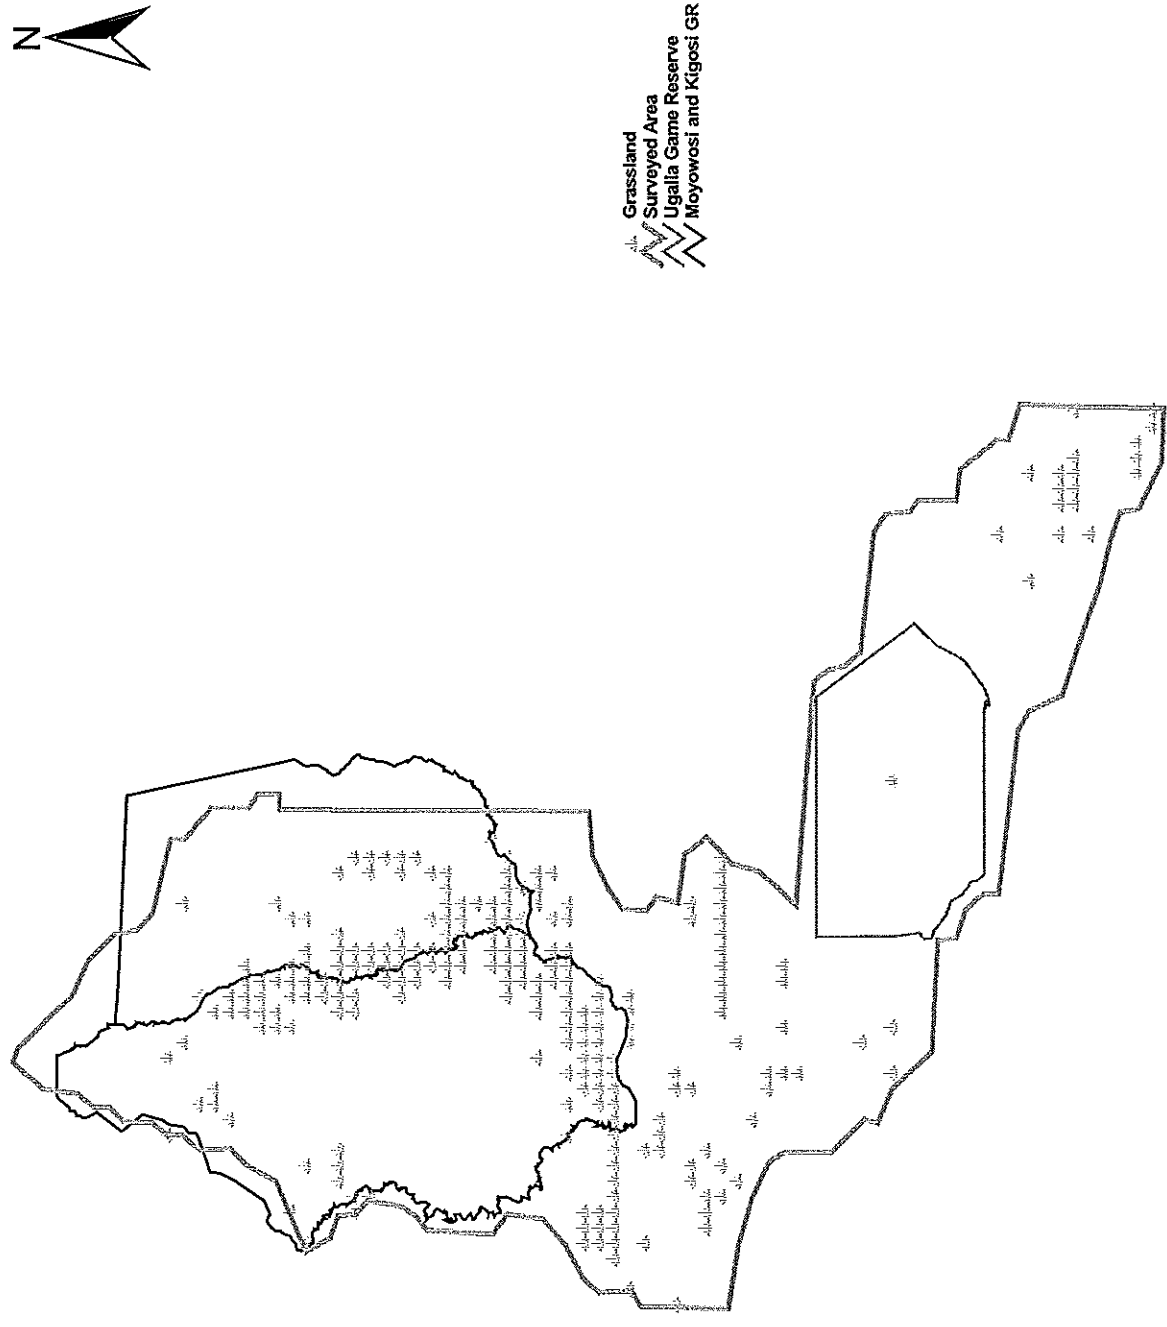 N
Grassland
Surveyed Area
Ugalla Game Reserve
Moyowosi and Kigosi GR